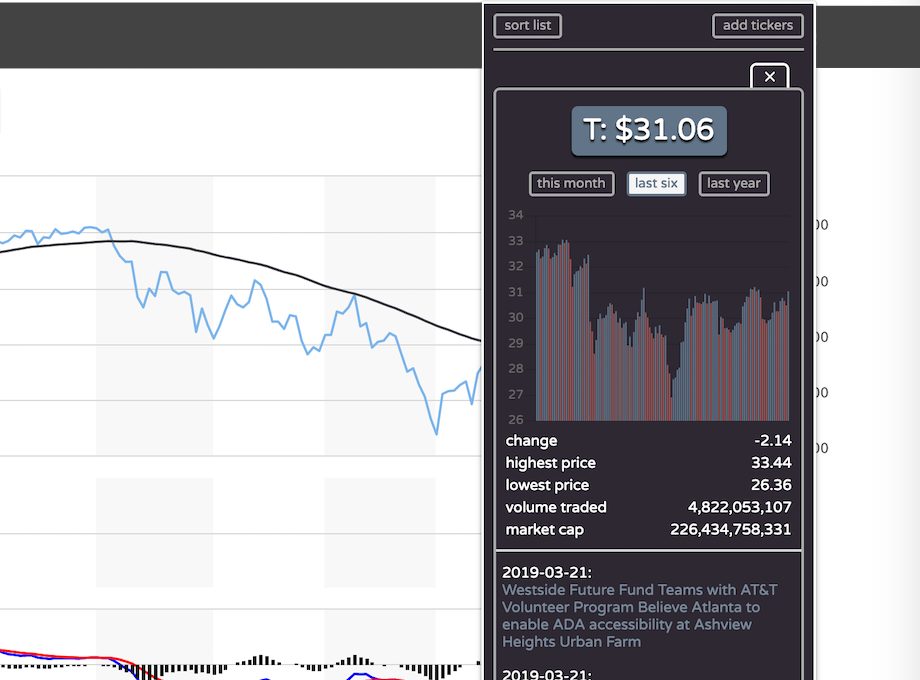 sort list
add tickers
×
T: $31.06
this month
last six
last year
34
33
32
31
30
29
28
27
26
change -2.14
highest price 33.44
lowest price 26.36
volume traded 4,822,053,107
market cap 226,434,758,331
2019-03-21:
Westside Future Fund Teams with AT&T
Volunteer Program Believe Atlanta to
enable ADA accessibility at Ashview
Heights Urban Farm
2019-03-21: